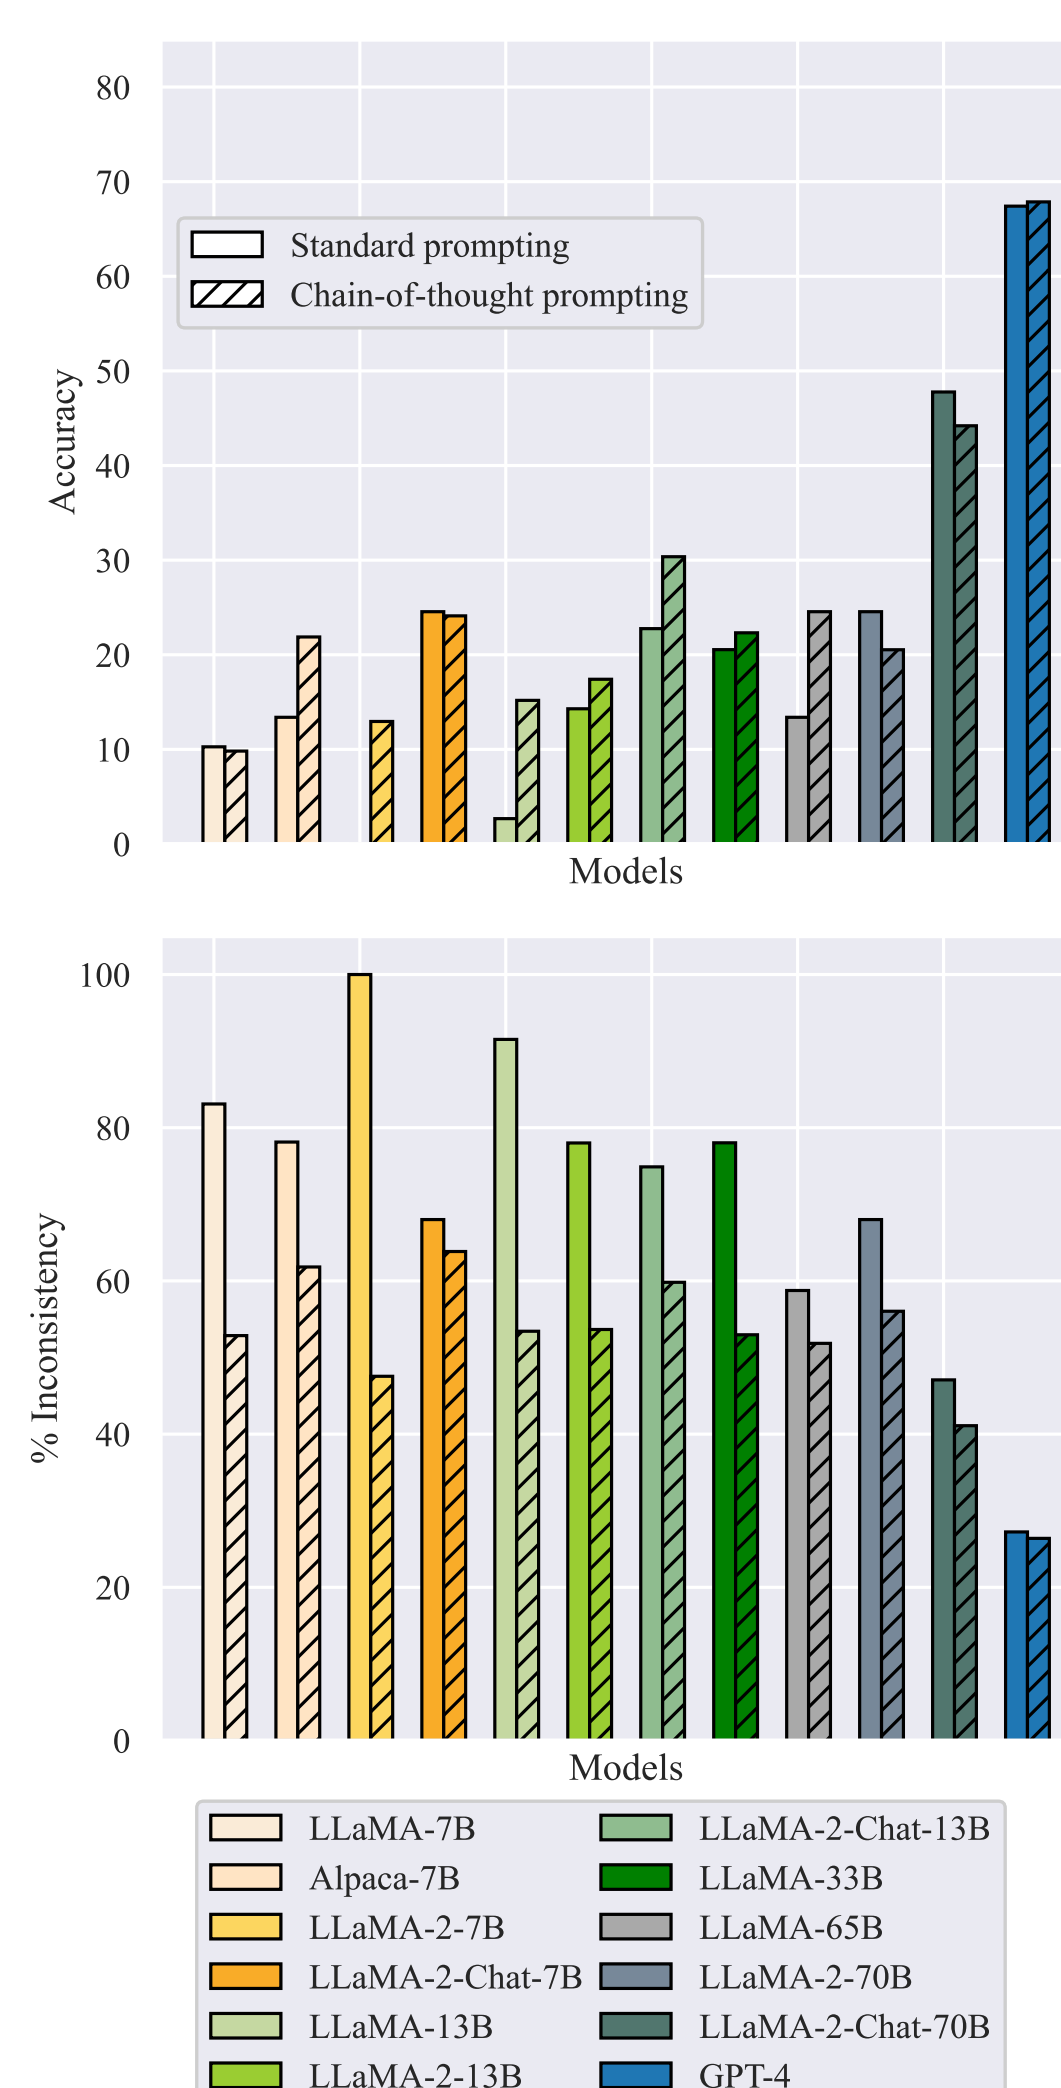 80
70
60
50
40
30
20
10
0
Accuracy
Standard prompting
Chain-of-thought prompting
Models
100
80
60
40
20
0
% Inconsistency
Models
LLaMA-7B
Alpaca-7B
LLaMA-2-7B
LLaMA-2-Chat-7B
LLaMA-13B
LLaMA-2-13B
LLaMA-2-Chat-13B
LLaMA-33B
LLaMA-65B
LLaMA-2-70B
LLaMA-2-Chat-70B
GPT-4